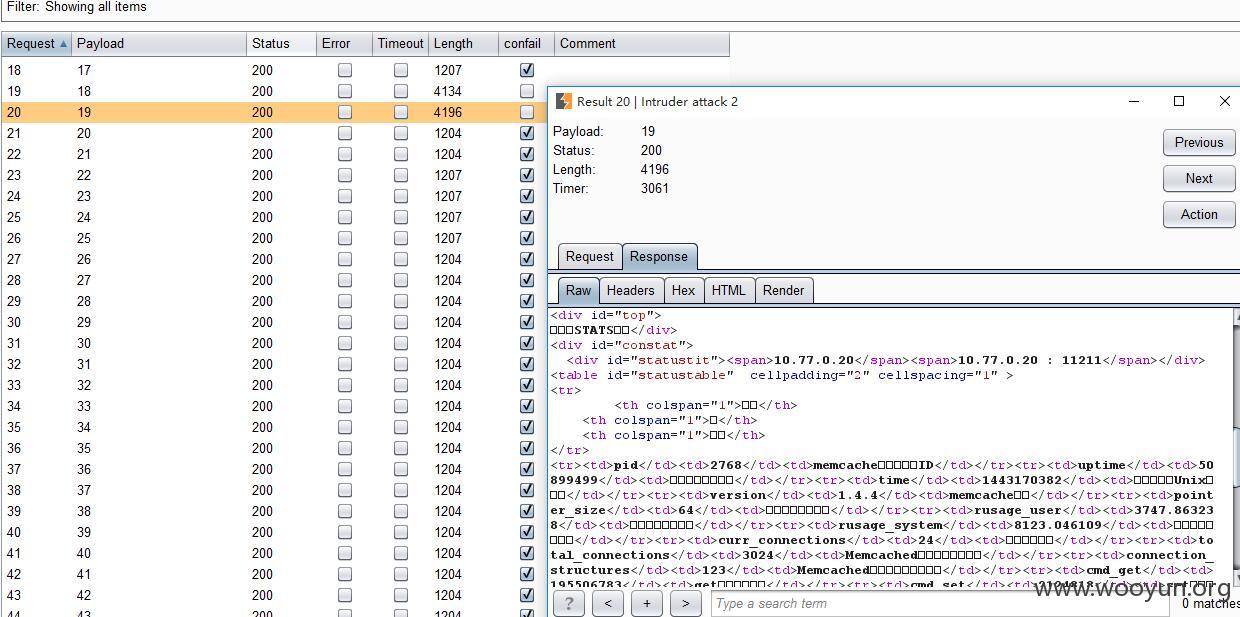 Filter: Showing all items
Request Payload Status Error Timeout Length confail Comment
18 17 200 1207
19 18 200 4134
20 19 200 4196
21 20 200 1204
22 21 200 1204
23 22 200 1207
24 23 200 1207
25 24 200 1207
26 25 200 1207
27 26 200 1204
28 27 200 1204
29 28 200 1204
30 29 200 1204
31 30 200 1204
32 31 200 1204
33 32 200 1204
34 33 200 1204
35 34 200 1204
36 35 200 1204
37 36 200 1204
38 37 200 1204
39 38 200 1204
40 39 200 1204
41 40 200 1204
42 41 200 1204
43 42 200 1204
44 43 200 1204
Result 20 | Intruder attack 2
Payload: 19
Status: 200
Length: 4196
Timer: 3061
Previous
Next
Action
Request Response
Raw Headers Hex HTML Render
<div id="top">
□□□STATS□□</div>
<div id="constat">
<div id="statustit"><span>10.77.0.20</span><span>10.77.0.20 : 11211</span></div>
<table id="statustable" cellpadding="2" cellspacing="1" >
<tr>
<th colspan="1">□□</th>
<th colspan="1">□</th>
<th colspan="1">□□</th>
</tr>
<tr><td>pid</td><td>2768</td><td>memcache□□□□□ID</td></tr><tr><td>uptime</td><td>50
899499</td><td>□□□□□□□□</td></tr><tr><td>time</td><td>1443170382</td><td>□□□□□Unix□
□□</td></tr><tr><td>version</td><td>1.4.4</td><td>memcache□□</td></tr><tr><td>point
er_size</td><td>64</td><td>□□□□□□□□</td></tr><tr><td>rusage_user</td><td>3747.86323
8</td><td>□□□□□□□□</td></tr><tr><td>rusage_system</td><td>8123.046109</td><td>□□□□□
□□□</td></tr><tr><td>curr_connections</td><td>24</td><td>□□□□□□</td></tr><tr><td>to
tal_connections</td><td>3024</td><td>Memcached□□□□□□□□</td></tr><tr><td>connection_
structures</td><td>123</td><td>Memcached□□□□□□□□□</td></tr><tr><td>cmd_get</td><td>
195506783</td><td>get□□□□□□</td></tr><tr><td>cmd_set</td><td>
? < + > Type a search term 0 matches
www.wooyun.org